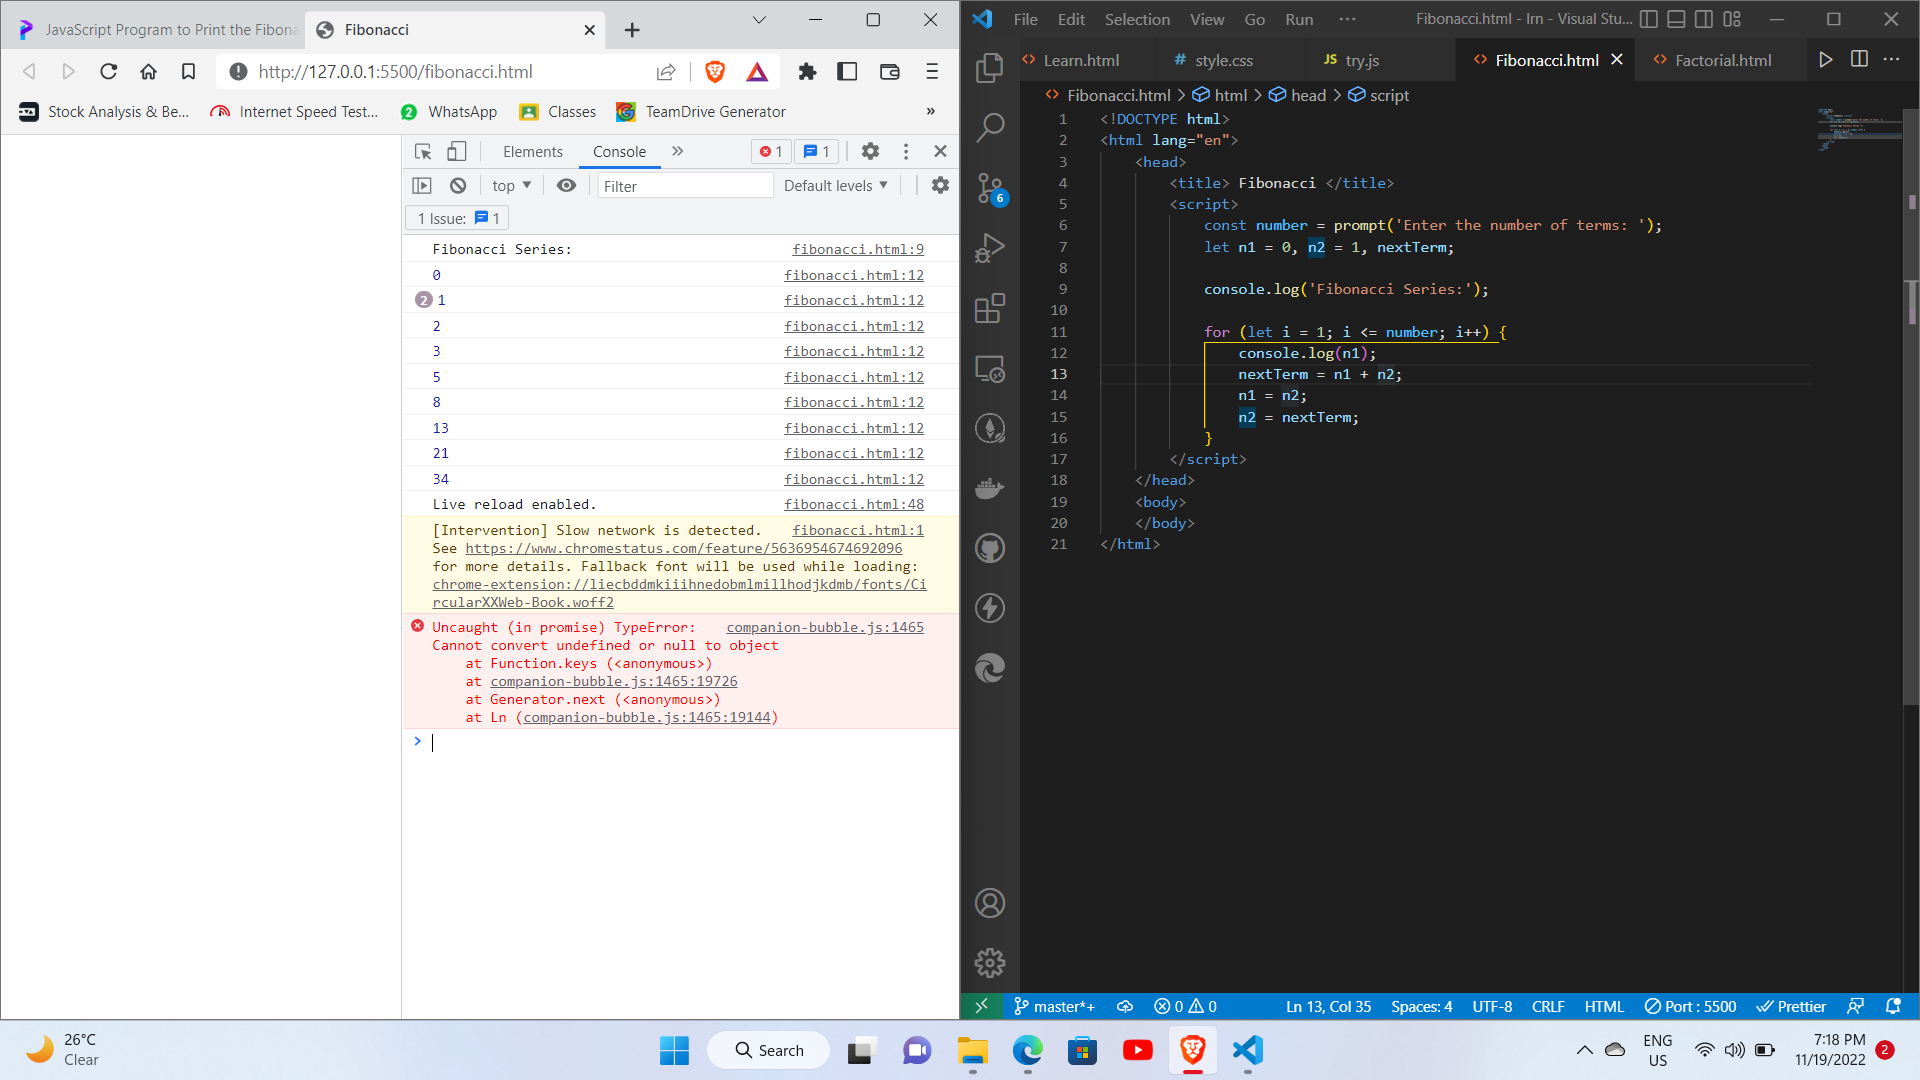 JavaScript Program to Print the Fibona
Fibonacci
http://127.0.0.1:5500/fibonacci.html
Stock Analysis & Be...
Internet Speed Test...
WhatsApp
Classes
TeamDrive Generator
»
Elements
Console
1
1
top
Filter
Default levels
1 Issue: 1
Fibonacci Series: fibonacci.html:9
0 fibonacci.html:12
2 1 fibonacci.html:12
2 fibonacci.html:12
3 fibonacci.html:12
5 fibonacci.html:12
8 fibonacci.html:12
13 fibonacci.html:12
21 fibonacci.html:12
34 fibonacci.html:12
Live reload enabled. fibonacci.html:48
[Intervention] Slow network is detected. fibonacci.html:1
See https://www.chromestatus.com/feature/5636954674692096
for more details. Fallback font will be used while loading:
chrome-extension://liecbddmkiiihnedobmlmillhodjkdmb/fonts/Ci
rcularXXWeb-Book.woff2
Uncaught (in promise) TypeError: companion-bubble.js:1465
Cannot convert undefined or null to object
at Function.keys (<anonymous>)
at companion-bubble.js:1465:19726
at Generator.next (<anonymous>)
at Ln (companion-bubble.js:1465:19144)
>
File Edit Selection View Go Run ··· Fibonacci.html - lrn - Visual Stu...
Learn.html
# style.css
JS try.js
Fibonacci.html
Factorial.html
Fibonacci.html > html > head > script
6
1 <!DOCTYPE html>
2 <html lang="en">
3 <head>
4 <title> Fibonacci </title>
5 <script>
6 const number = prompt('Enter the number of terms: ');
7 let n1 = 0, n2 = 1, nextTerm;
8
9 console.log('Fibonacci Series:');
10
11 for (let i = 1; i <= number; i++) {
12 console.log(n1);
13 nextTerm = n1 + n2;
14 n1 = n2;
15 n2 = nextTerm;
16 }
17 </script>
18 </head>
19 <body>
20 </body>
21 </html>
master*+ 0 0 Ln 13, Col 35 Spaces: 4 UTF-8 CRLF HTML Port : 5500 Prettier
26°C
Clear
Search
ENG
US
7:18 PM
11/19/2022
2